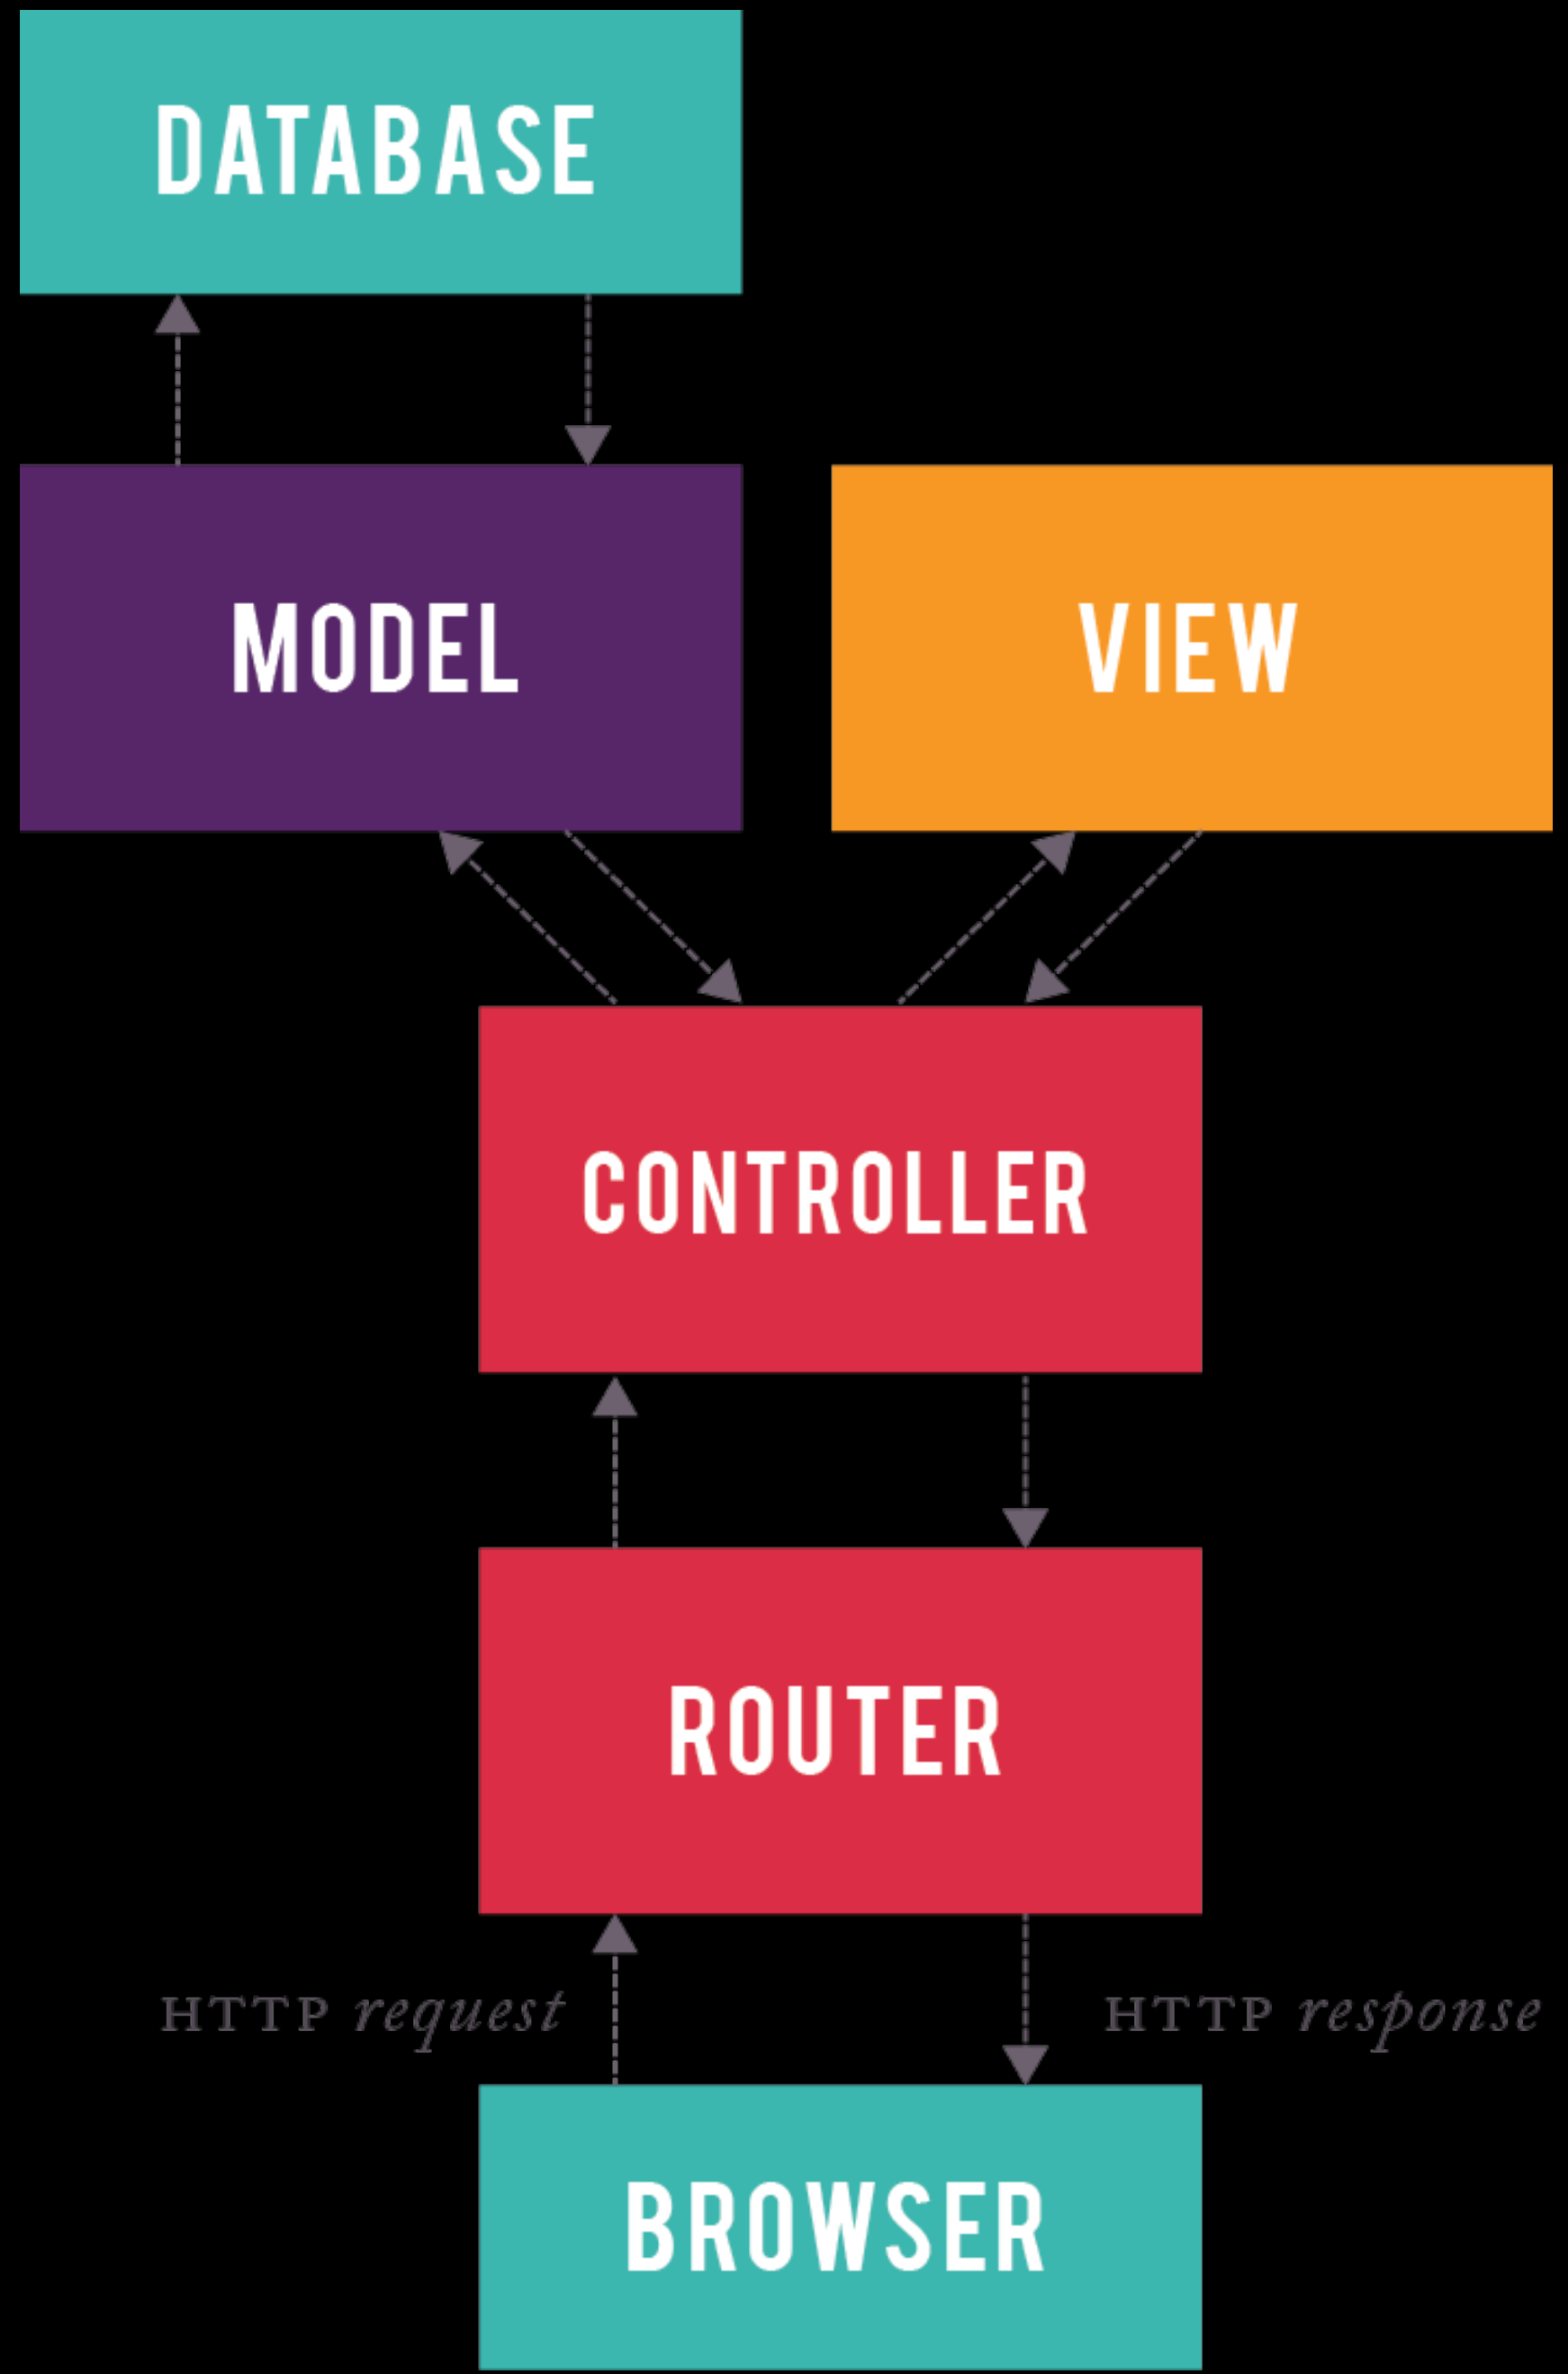 DATABASE
MODEL
VIEW
CONTROLLER
ROUTER
HTTP request
HTTP response
BROWSER